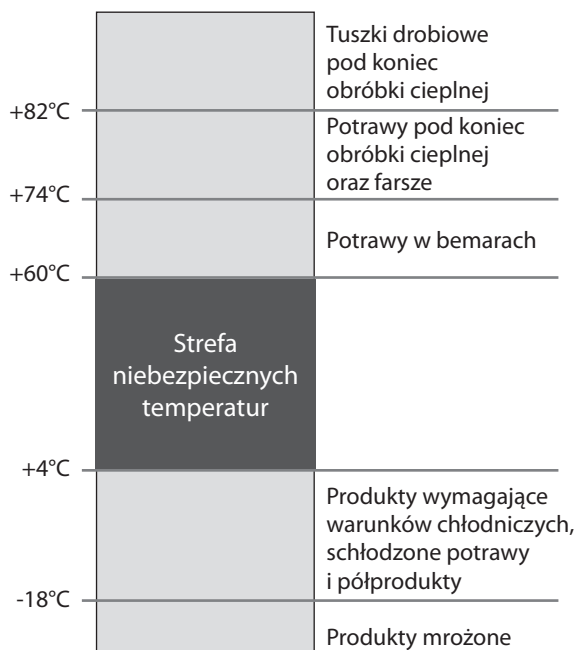 Tuszki drobiowe
pod koniec
obróbki cieplnej
+82°C
Potrawy pod koniec
obróbki cieplnej
oraz farsze
+74°C
Potrawy w bemarach
+60°C
Strefa
niebezpiecznych
temperatur
+4°C
Produkty wymagające
warunków chłodniczych,
schłodzone potrawy
i półprodukty
-18°C
Produkty mrożone